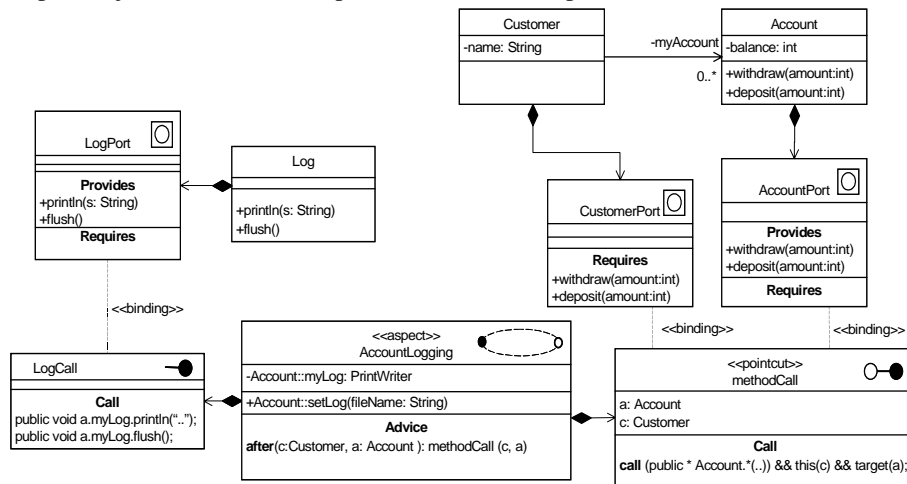 Customer
-name: String
-myAccount
0..*
Account
-balance: int
+withdraw(amount:int)
+deposit(amount:int)
LogPort
Provides
+println(s: String)
+flush()
Requires
Log
+println(s: String)
+flush()
CustomerPort
Requires
+withdraw(amount:int)
+deposit(amount:int)
AccountPort
Provides
+withdraw(amount:int)
+deposit(amount:int)
Requires
<<binding>>
<<binding>>
<<binding>>
LogCall
Call
public void a.myLog.println("..");
public void a.myLog.flush();
<<aspect>>
AccountLogging
-Account::myLog: PrintWriter
+Account::setLog(fileName: String)
Advice
after(c:Customer, a: Account ): methodCall (c, a)
<<pointcut>>
methodCall
a: Account
c: Customer
Call
call (public * Account.*(..)) && this(c) && target(a);